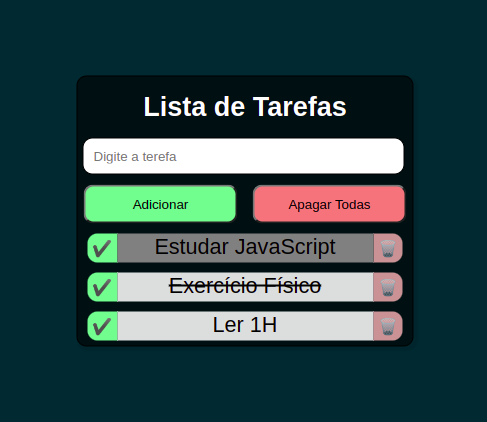 Lista de Tarefas
Digite a terefa
Adicionar Apagar Todas
Estudar JavaScript
Exercício Físico
Ler 1H